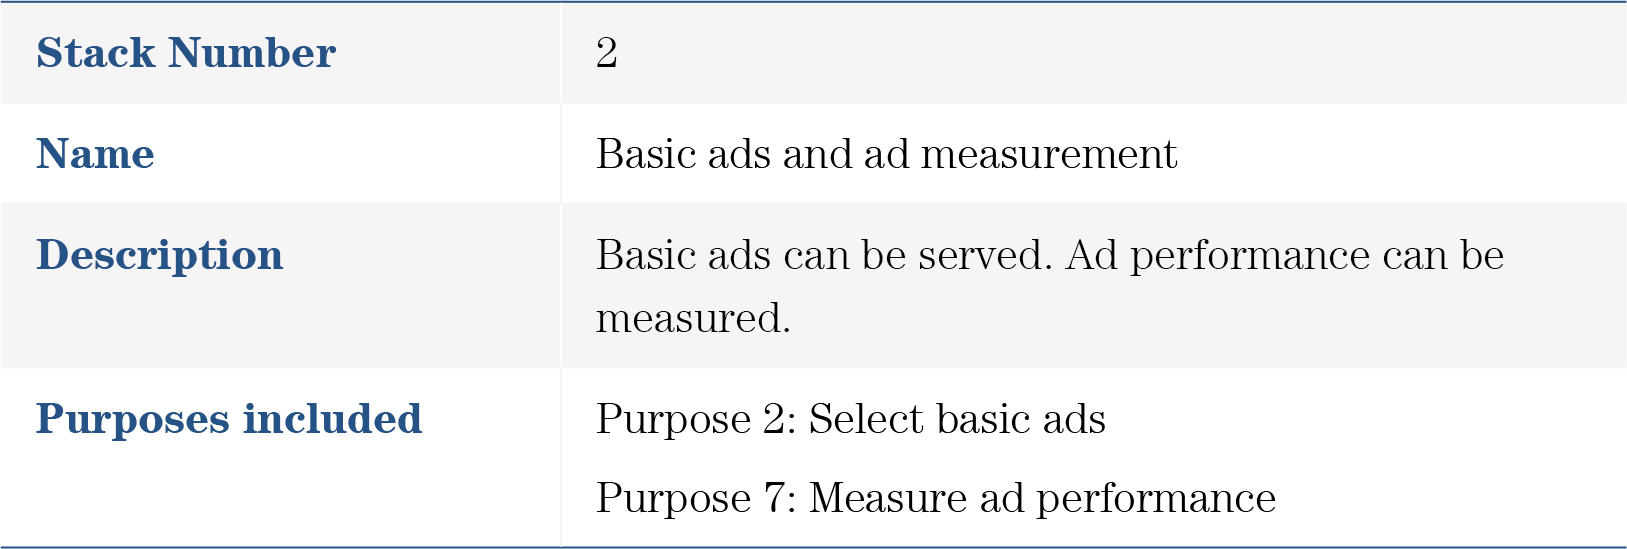 Stack Number 2
Name Basic ads and ad measurement
Description Basic ads can be served. Ad performance can be
measured.
Purposes included Purpose 2: Select basic ads
Purpose 7: Measure ad performance